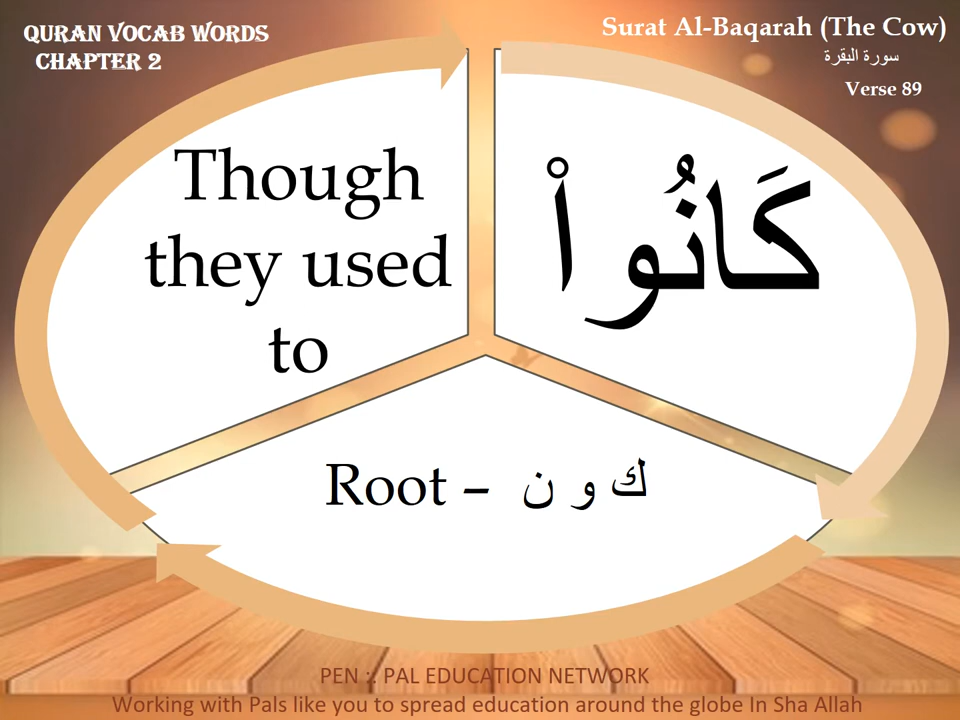 QURAN VOCAB WORDS
CHAPTER 2
Surat Al-Baqarah (The Cow)
سورة البقرة
Verse 89
Though
they used
to
كَانُواْ
Root – ك و ن
PEN :. PAL EDUCATION NETWORK
Working with Pals like you to spread education around the globe In Sha Allah